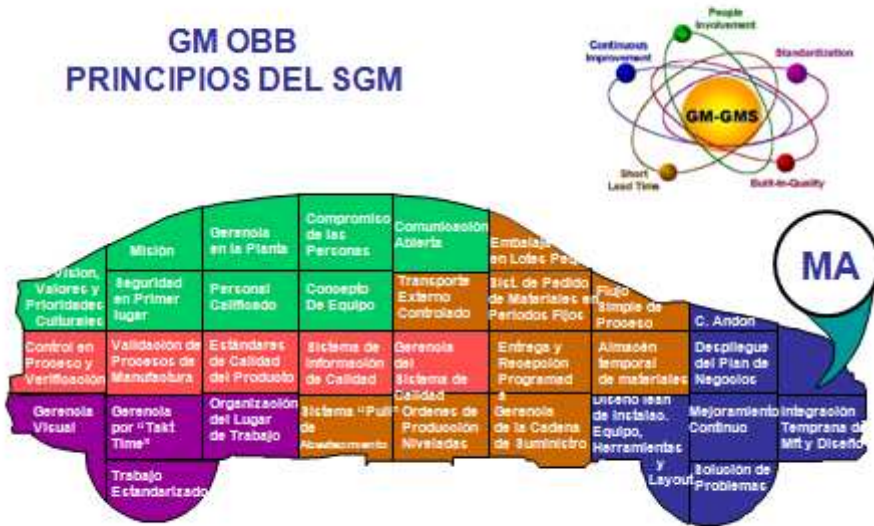 GM OBB
PRINCIPIOS DEL SGM
People
Involvement
Continuous
Improvement
Standardization
GM-GMS
Short
Lead Time
Built-In-Quality
MA
Vision,
Valores y
Prioridades
Culturales
Misión
Gerencia
en la Planta
Compromiso
de las
Personas
Comunicación
Abierta
Embalaje
en Lotes
Seguridad
en Primer
lugar
Personal
Calificado
Concepto
De Equipo
Transporte
Externo
Controlado
Sist. de Pedido
de Materiales en
Períodos Fijos
Flujo
Simple de
Proceso
C. Andon
Control en
Proceso y
Verificación
Validación de
Procesos de
Manufactura
Estándares
de Calidad
del Producto
Sistema de
Información
de Calidad
Gerencia
del
Sistema de
Calidad
Entrega y
Recepción
Programad
a
Almacén
temporal
de materiales
Despliegue
del Plan de
Negocios
Gerencia
Visual
Gerencia
por "Takt
Time"
Organización
del Lugar
de Trabajo
Sistema "Pull"
de
Abastecimiento
Ordenes de
Producción
Niveladas
Gerencia
de la Cadena
de Suministro
Diseño lean
de Instalac.
Equipo,
Herramientas
y
Layout
Mejoramiento
Continuo
Integración
Temprana de
Mft y Diseño
Trabajo
Estandarizado
Solución de
Problemas